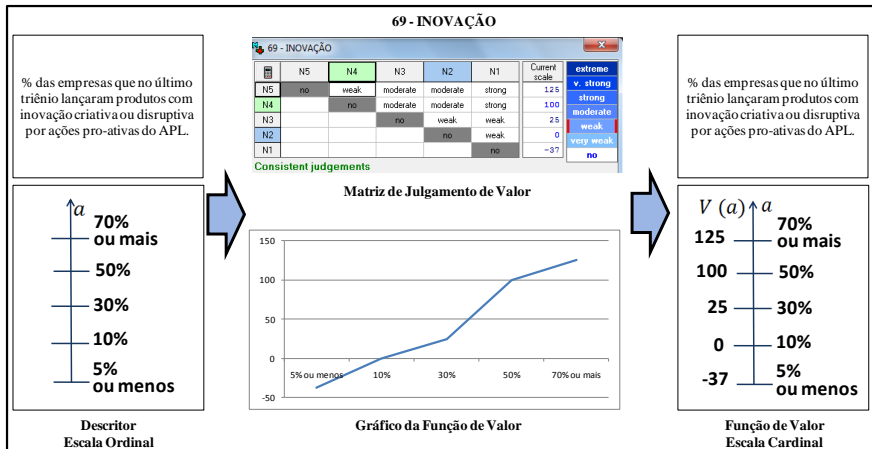 69 - INOVAÇÃO
% das empresas que no último
triênio lançaram produtos com
inovação criativa ou disruptiva
por ações pro-ativas do APL.
a
70%
ou mais
50%
30%
10%
5%
ou menos
Descritor
Escala Ordinal
69 - INOVAÇÃO
N5 N4 N3 N2 N1 Current scale
N5 no weak moderate moderate strong 125
N4 no moderate moderate strong 100
N3 no weak weak 25
N2 no weak 0
N1 no -37
extreme
v. strong
strong
moderate
weak
very weak
no
Consistent judgements
Matriz de Julgamento de Valor
150
100
50
0
-50
5% ou menos 10% 30% 50% 70% ou mais
Gráfico da Função de Valor
% das empresas que no último
triênio lançaram produtos com
inovação criativa ou disruptiva
por ações pro-ativas do APL.
V (a) a
125 70%
ou mais
100 50%
25 30%
0 10%
-37 5%
ou menos
Função de Valor
Escala Cardinal